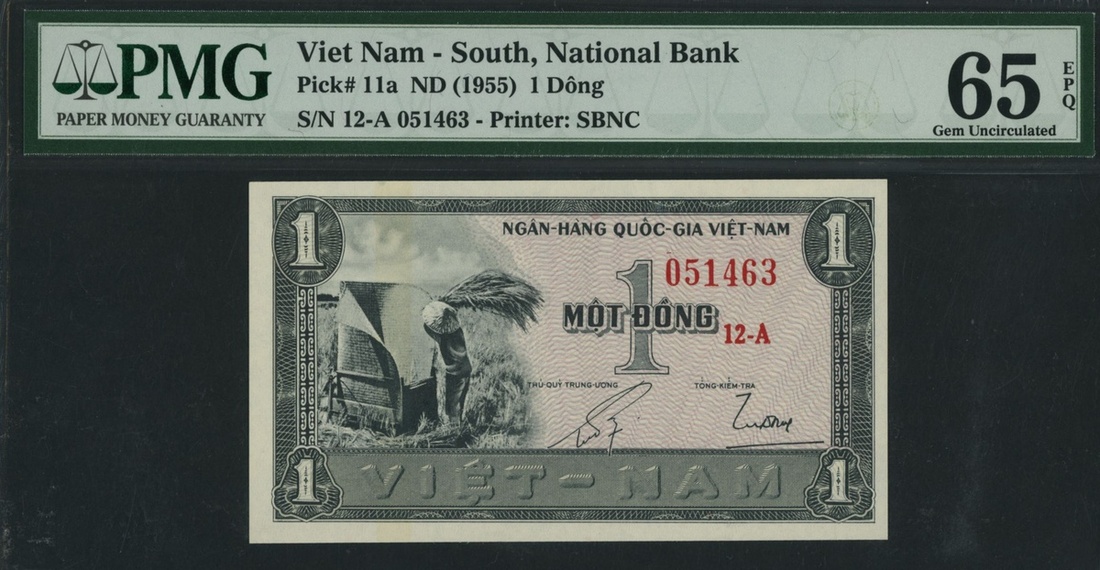 PMG
PAPER MONEY GUARANTY
Viet Nam - South, National Bank
Pick# 11a ND (1955) 1 Dông
S/N 12-A 051463 - Printer: SBNC
65
EPQ
Gem Uncirculated
1
1
NGÂN-HÀNG QUỐC-GIA VIỆT-NAM
051463
1
MỘT ĐỒNG
12-A
THỦ-QUỸ TRUNG-ƯƠNG
TỔNG-KIỂM-TRA
1
VIỆT-NAM
1